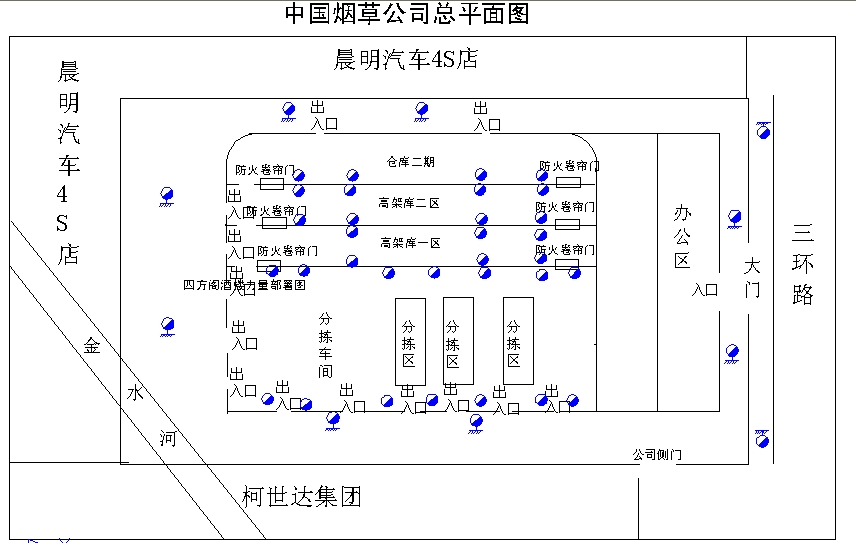 中国烟草公司总平面图
晨明汽车4S店
晨明汽车4S店
出入口
出入口
仓库二期
防火卷帘门
防火卷帘门
出入口
高架库二区
防火卷帘门
防火卷帘门
出入口
高架库一区
防火卷帘门
防火卷帘门
出入口
四方阁酒楼力量部署图
办公区
入口
大门
三环路
出入口
分拣车间
分拣区
分拣区
分拣区
金水河
出入口
出入口
出入口
出入口
出入口
出入口
出入口
公司侧门
柯世达集团